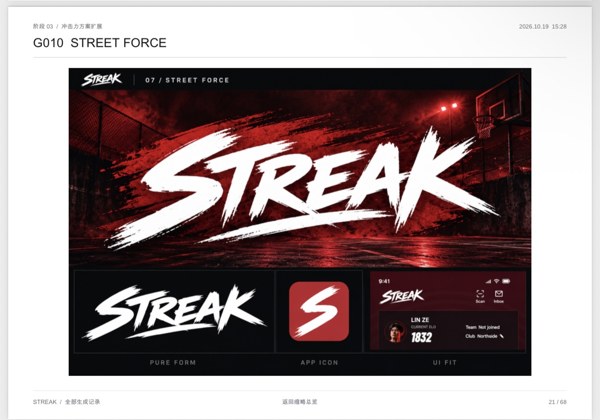 阶段 03 / 冲击力方案扩展
2026.10.19 15:28
G010 STREET FORCE
STREAK
07 / STREET FORCE
STREAK
STREAK
S
9:41
STREAK
Scan
Inbox
LIN ZE
CURRENT ELO
1832
Team Not joined
Club Northside
PURE FORM
APP ICON
UI FIT
STREAK / 全部生成记录
返回缩略总览
21 / 68